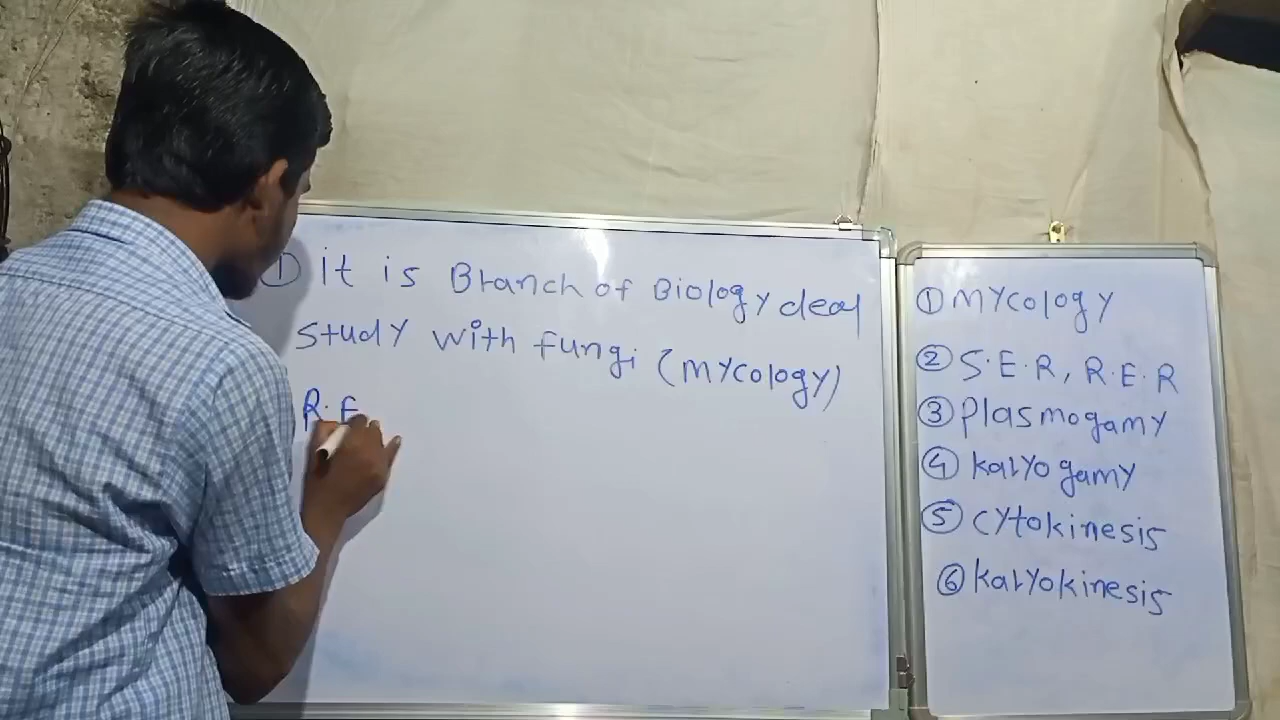 ① it is Branch of Biology deal
study with fungi (mycology)
R.E
① mycology
② S.E.R, R.E.R
③ plasmogamy
④ karyogamy
⑤ cytokinesis
⑥ karyokinesis